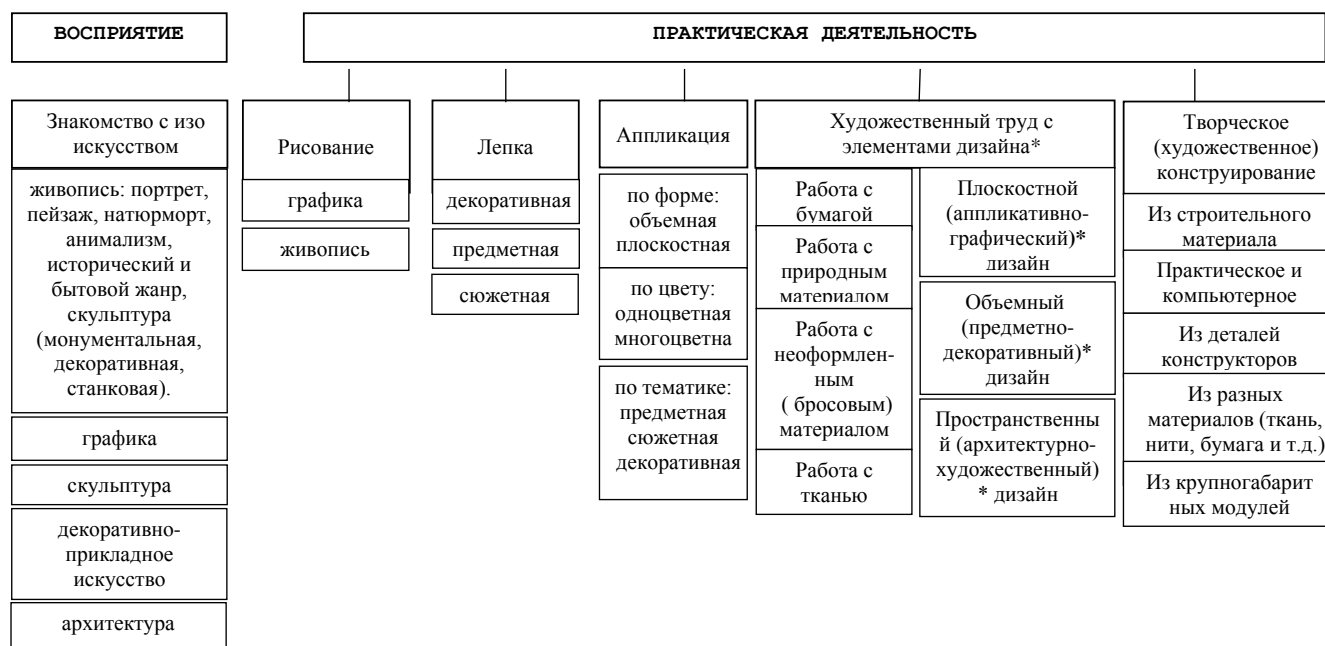 ВОСПРИЯТИЕ
ПРАКТИЧЕСКАЯ ДЕЯТЕЛЬНОСТЬ
Знакомство с изо
искусством
живопись: портрет,
пейзаж, натюрморт,
анимализм,
исторический и
бытовой жанр,
скульптура
(монументальная,
декоративная,
станковая).
графика
скульптура
декоративно-
прикладное
искусство
архитектура
Рисование
графика
живопись
Лепка
декоративная
предметная
сюжетная
Аппликация
по форме:
объемная
плоскостная
по цвету:
одноцветная
многоцветна
по тематике:
предметная
сюжетная
декоративная
Художественный труд с
элементами дизайна*
Работа с
бумагой
Работа с
природным
материалом
Работа с
неоформлен-
ным
( бросовым)
материалом
Работа с
тканью
Плоскостной
(аппликативно-
графический)*
дизайн
Объемный
(предметно-
декоративный)*
дизайн
Пространственны
й (архитектурно-
художественный)
* дизайн
Творческое
(художественное)
конструирование
Из строительного
материала
Практическое и
компьютерное
Из деталей
конструкторов
Из разных
материалов (ткань,
нити, бумага и т.д.)
Из крупногабарит
ных модулей